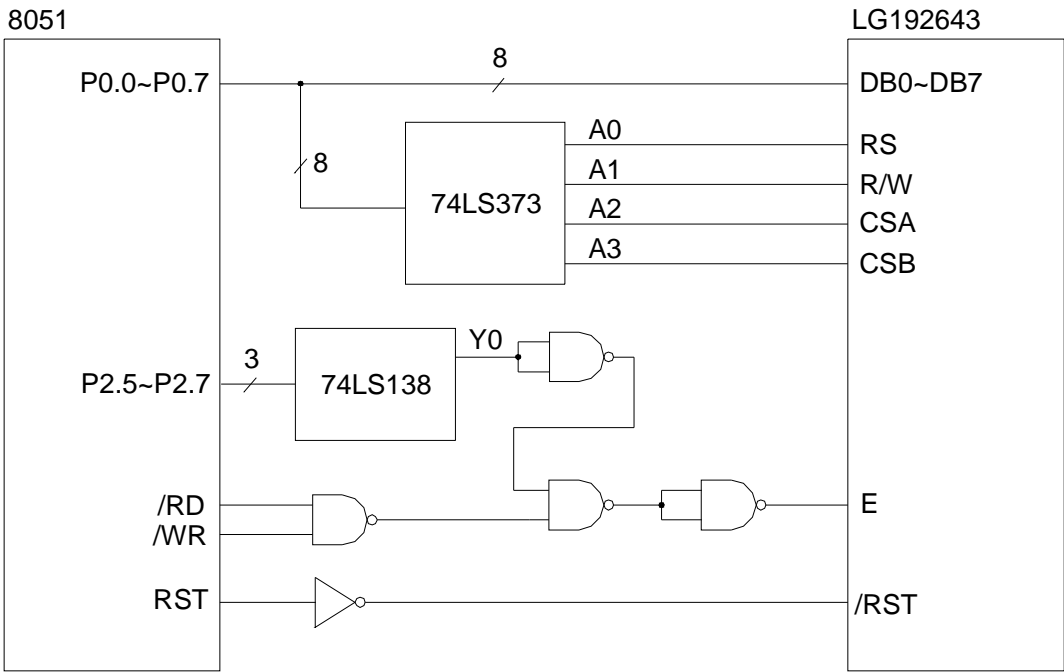 8051
LG192643
P0.0~P0.7
8
DB0~DB7
8
74LS373
A0
RS
A1
R/W
A2
CSA
A3
CSB
P2.5~P2.7
3
74LS138
Y0
/RD
/WR
E
RST
/RST